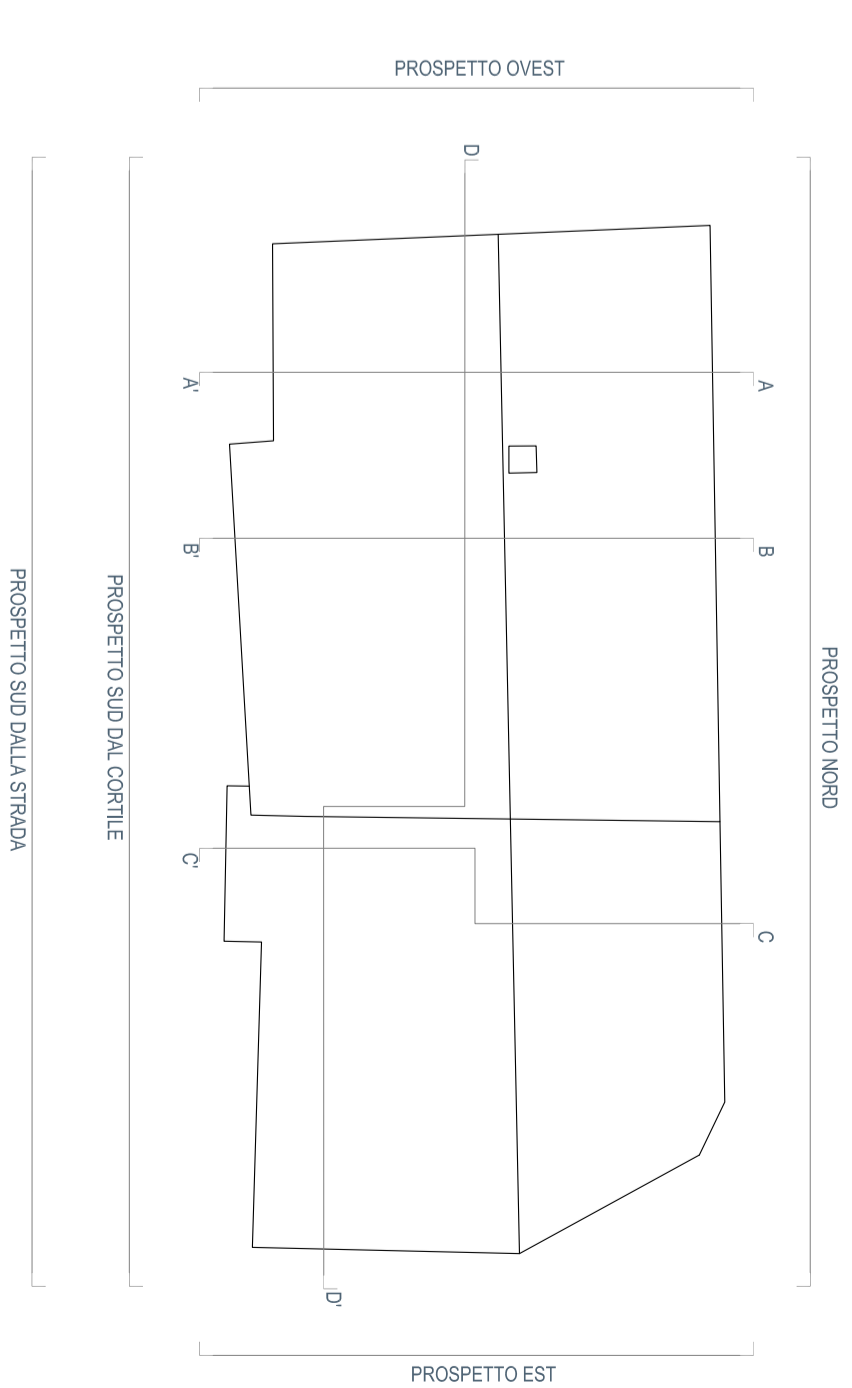 PROSPETTO OVEST
D
A'
A
B'
B
PROSPETTO SUD DALLA STRADA
PROSPETTO SUD DAL CORTILE
PROSPETTO NORD
C'
C
D'
PROSPETTO EST